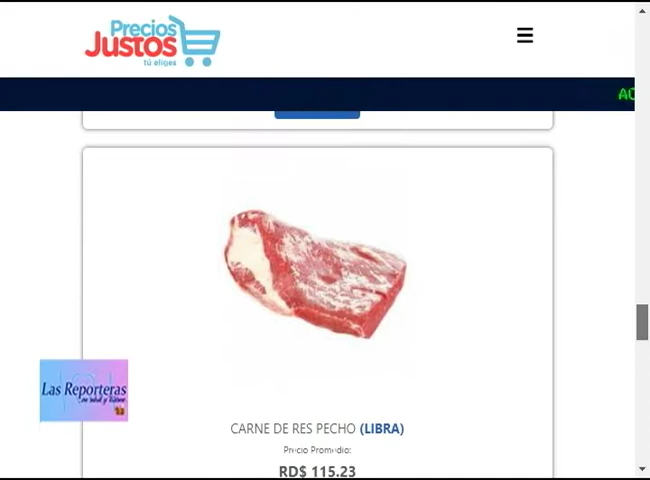 Precios
Justos
tú eliges
Las Reporteras
CARNE DE RES PECHO (LIBRA)
Precio Promedio:
RD$ 115.23